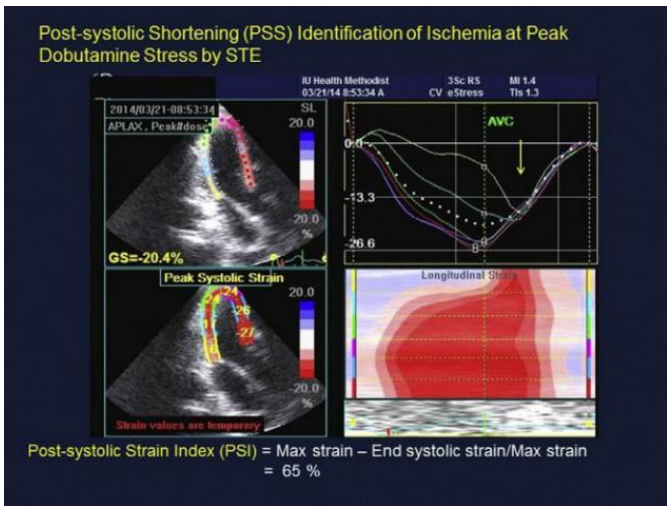 Post-systolic Shortening (PSS) Identification of Ischemia at Peak
Dobutamine Stress by STE
IU Health Methodist 3Sc RS MI 1.4
03/21/14 8:53:34 A CV eStress TIs 1.3
2014/03/21-08:53:34 SL
APLAX , Peak#dose 20.0
-20.0
%
GS=-20.4%
AVC
0.0
-13.3
-26.6
Peak Systolic Strain
20.0
-24
-26
-27
-20.0
%
Strain values are temporary
Longitudinal Strain
Post-systolic Strain Index (PSI) = Max strain – End systolic strain/Max strain
= 65 %